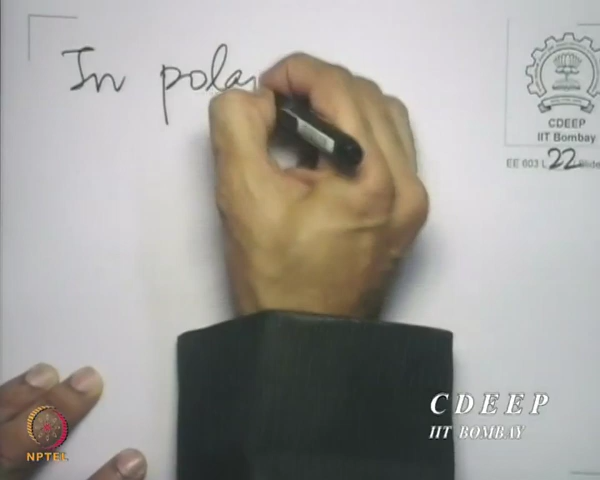 In pola
CDEEP
IIT Bombay
EE 603 L 22 Slide
CDEEP
IIT BOMBAY
NPTEL